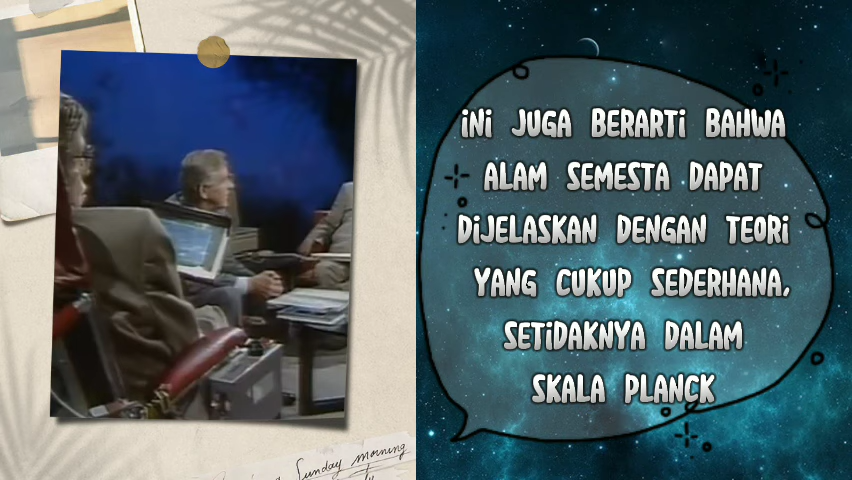 iNi JUGA BERARTi BAHWA
ALAM SEMESTA DAPAT
DiJELASKAN DENGAN TEORi
YANG CUKUP SEDERHANA,
SETiDAKNYA DALAM
SKALA PLANCK
Sunday morning